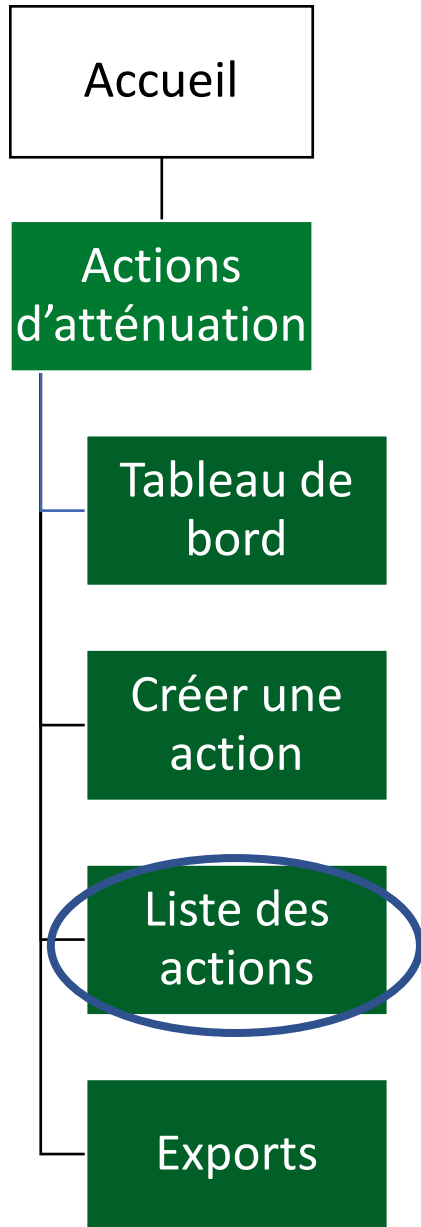 Accueil
Actions
d’atténuation
Tableau de
bord
Créer une
action
Liste des
actions
Exports